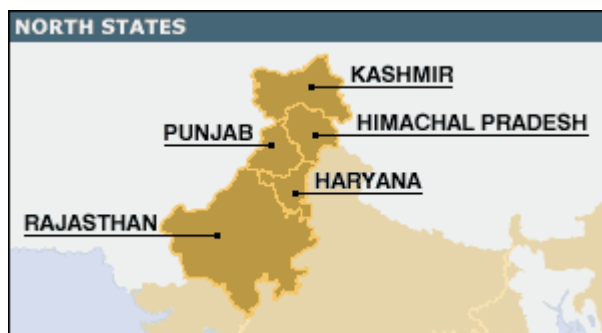 NORTH STATES
KASHMIR
PUNJAB
HIMACHAL PRADESH
HARYANA
RAJASTHAN